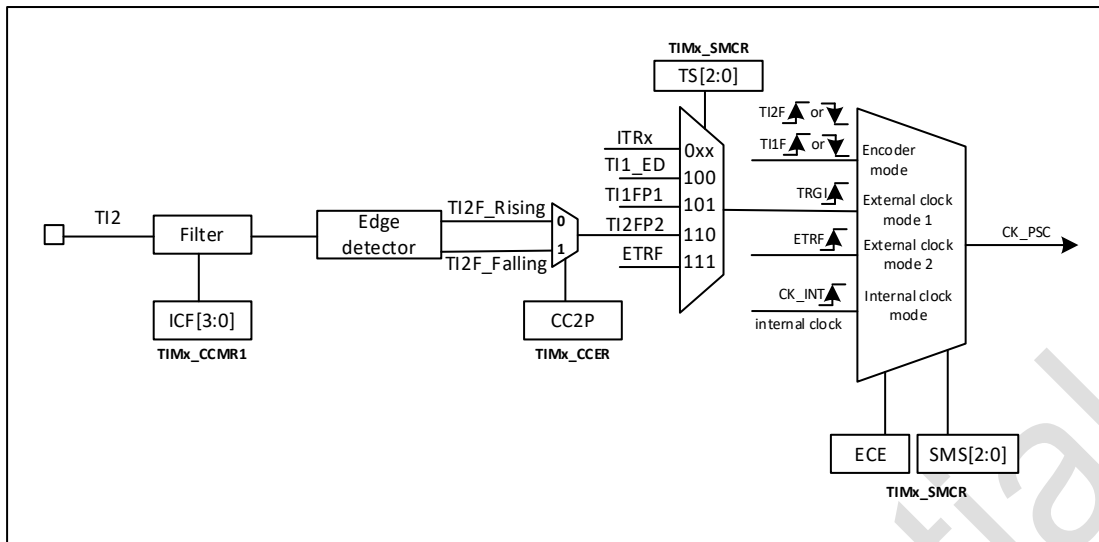 TIMx_SMCR
TS[2:0]
TI2F or
TI1F or
ITRx
0xx
Encoder
mode
TI1_ED
100
TRGI
TI2F_Rising
TI1FP1
101
External clock
mode 1
TI2
Filter
Edge
detector
0
1
TI2FP2
110
ETRF
External clock
mode 2
CK_PSC
TI2F_Falling
ETRF
111
CK_INT
Internal clock
mode
internal clock
ICF[3:0]
CC2P
TIMx_CCMR1
TIMx_CCER
ECE
SMS[2:0]
TIMx_SMCR
tial